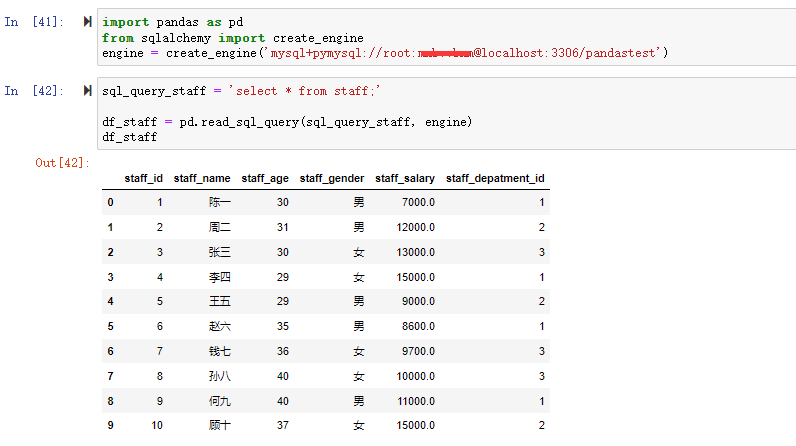 In [41]: import pandas as pd
from sqlalchemy import create_engine
engine = create_engine('mysql+pymysql://root:@localhost:3306/pandastest')
In [42]: sql_query_staff = 'select * from staff;'
df_staff = pd.read_sql_query(sql_query_staff, engine)
df_staff
Out[42]:
staff_id staff_name staff_age staff_gender staff_salary staff_depatment_id
0 1 陈一 30 男 7000.0 1
1 2 周二 31 男 12000.0 2
2 3 张三 30 女 13000.0 3
3 4 李四 29 女 15000.0 1
4 5 王五 29 男 9000.0 2
5 6 赵六 35 男 8600.0 1
6 7 钱七 36 女 9700.0 3
7 8 孙八 40 女 10000.0 3
8 9 何九 40 男 11000.0 1
9 10 顾十 37 女 15000.0 2